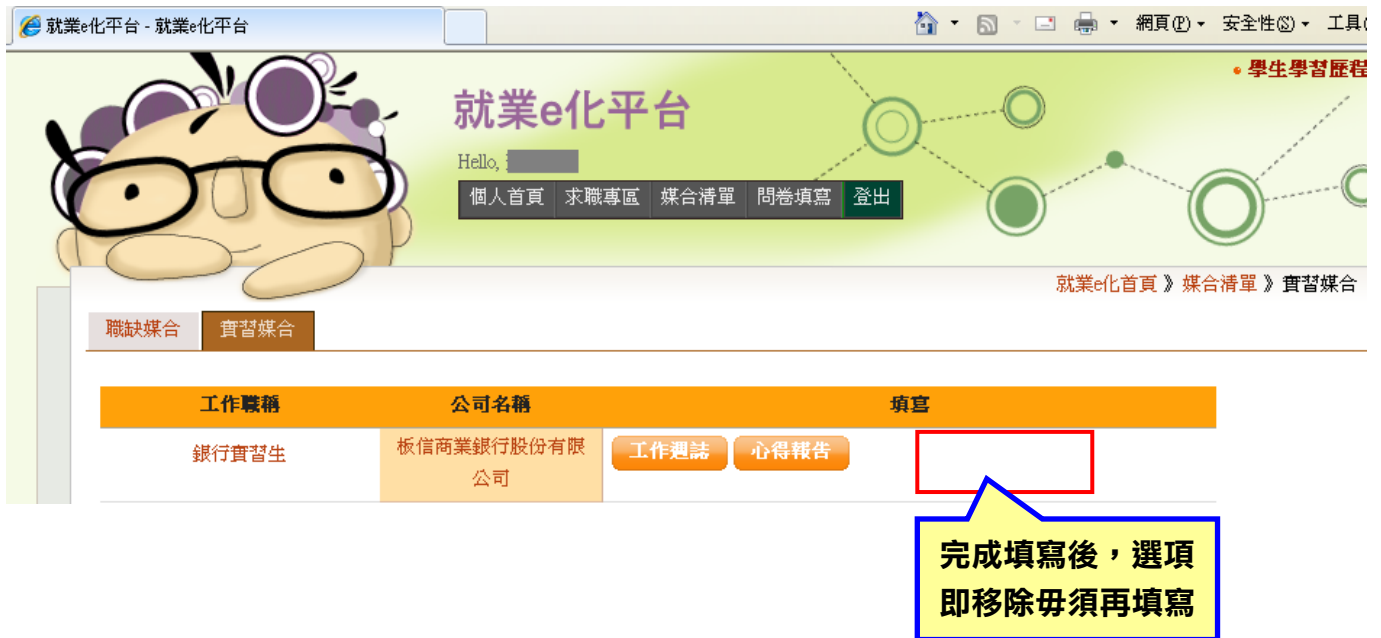 就業e化平台 - 就業e化平台
網頁(P) 安全性(S) 工具(
學生學習歷程
就業e化平台
Hello,
個人首頁 求職專區 媒合清單 問卷填寫 登出
就業e化首頁 》媒合清單 》實習媒合
職缺媒合 實習媒合
工作職稱 公司名稱 填寫
銀行實習生 板信商業銀行股份有限 工作週誌 心得報告
公司
完成填寫後，選項
即移除毋須再填寫